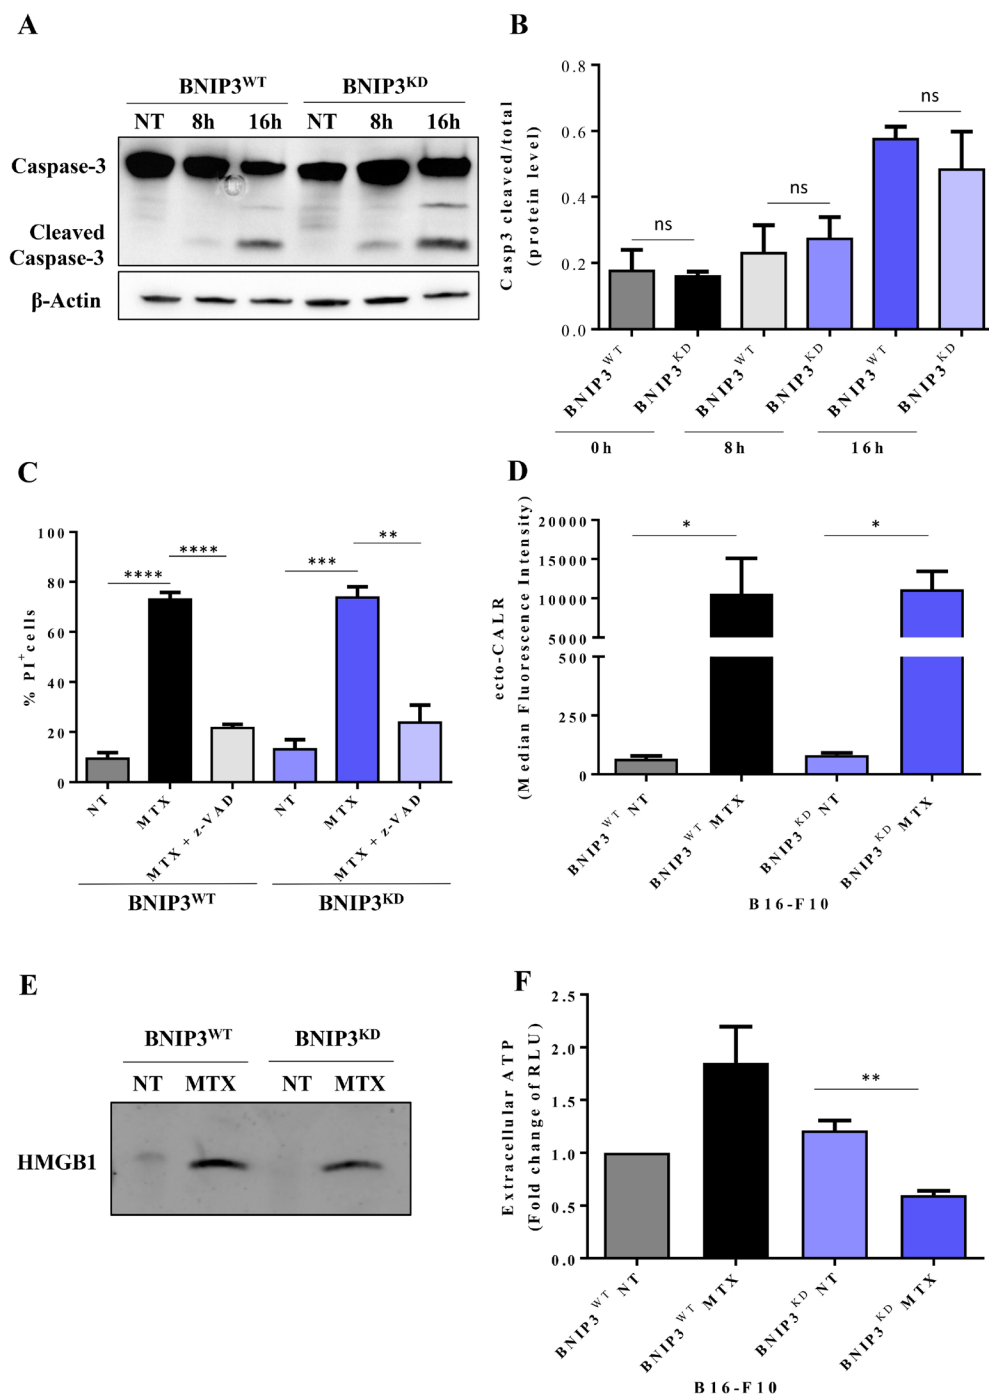 A
BNIP3WT BNIP3KD
NT 8h 16h NT 8h 16h
Caspase-3
Cleaved
Caspase-3
β-Actin
B
Casp3 cleaved/total
(protein level)
0.8
0.6
0.4
0.2
0.0
ns
ns
ns
BNIP3WT
BNIP3KD
BNIP3WT
BNIP3KD
BNIP3WT
BNIP3KD
0h 8h 16h
C
% PI+cells
100
80
60
40
20
0
****
****
***
**
NT
MTX
MTX + z-VAD
NT
MTX
MTX + z-VAD
BNIP3WT BNIP3KD
D
ecto-CALR
(Median Fluorescence Intensity)
20000
15000
10000
5000
500
250
0
*
*
BNIP3WT NT
BNIP3WT MTX
BNIP3KD NT
BNIP3KD MTX
B16-F10
E
BNIP3WT BNIP3KD
NT MTX NT MTX
HMGB1
F
Extracellular ATP
(Fold change of RLU)
2.5
2.0
1.5
1.0
0.5
0.0
**
BNIP3WT NT
BNIP3WT MTX
BNIP3KD NT
BNIP3KD MTX
B16-F10